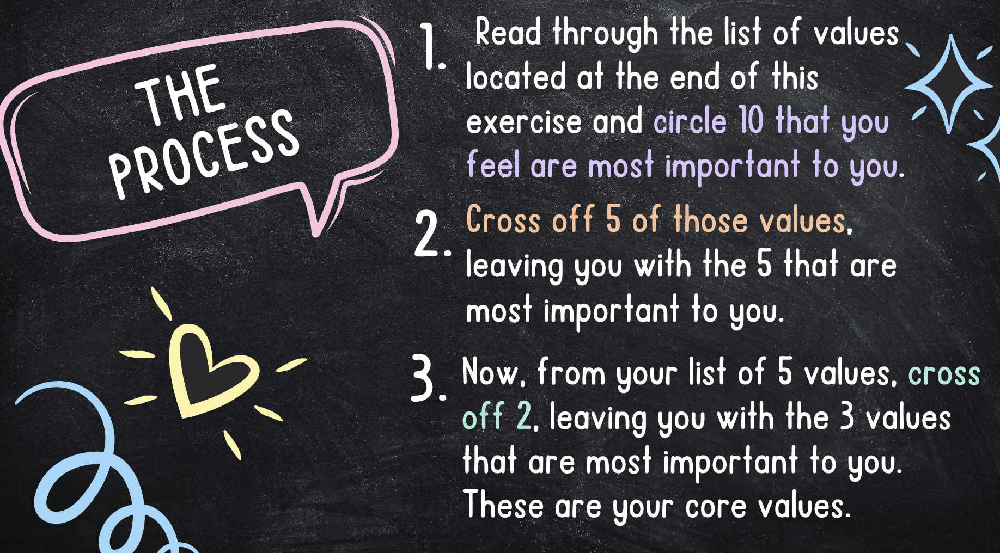 THE
PROCESS
1. Read through the list of values
located at the end of this
exercise and circle 10 that you
feel are most important to you.
2. Cross off 5 of those values,
leaving you with the 5 that are
most important to you.
3. Now, from your list of 5 values, cross
off 2, leaving you with the 3 values
that are most important to you.
These are your core values.